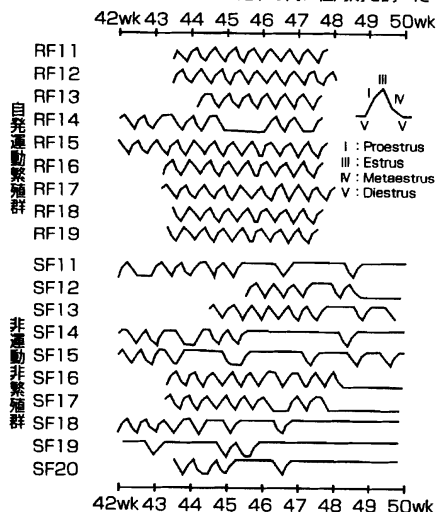 42wk 43 44 45 46 47 48 49 50wk
自発運動繁殖群
RF11
RF12
RF13
RF14
RF15
RF16
RF17
RF18
RF19
III
I
IV
V V
I : Proestrus
III : Estrus
IV : Metaestrus
V : Diestrus
非運動非繁殖群
SF11
SF12
SF13
SF14
SF15
SF16
SF17
SF18
SF19
SF20
42wk 43 44 45 46 47 48 49 50wk